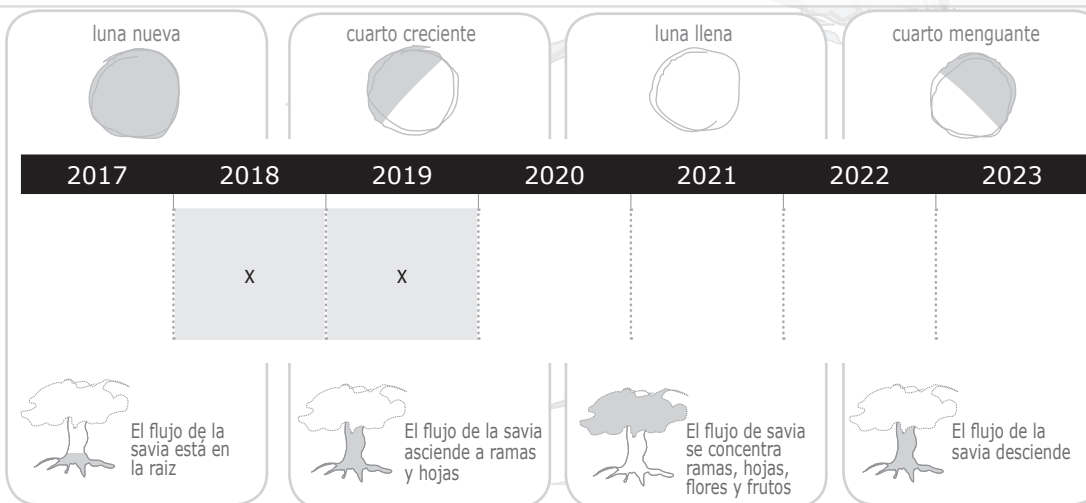 luna nueva
cuarto creciente
luna llena
cuarto menguante
2017 2018 2019 2020 2021 2022 2023
x x
El flujo de la
savia está en
la raiz
El flujo de la savia
asciende a ramas
y hojas
El flujo de savia
se concentra
ramas, hojas,
flores y frutos
El flujo de la
savia desciende